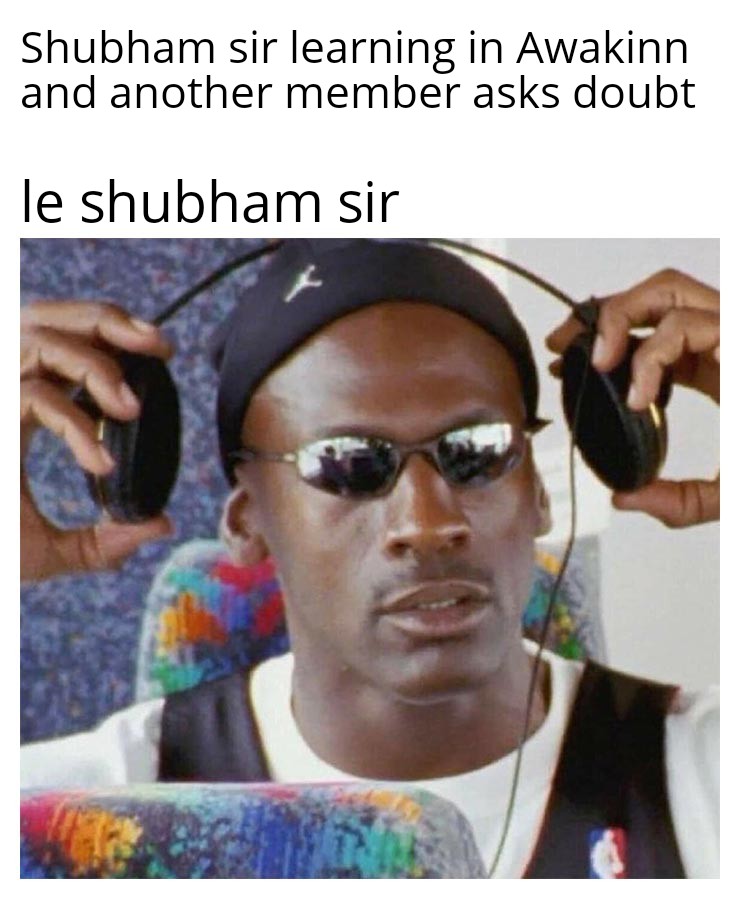 Shubham sir learning in Awakinn
and another member asks doubt
le shubham sir